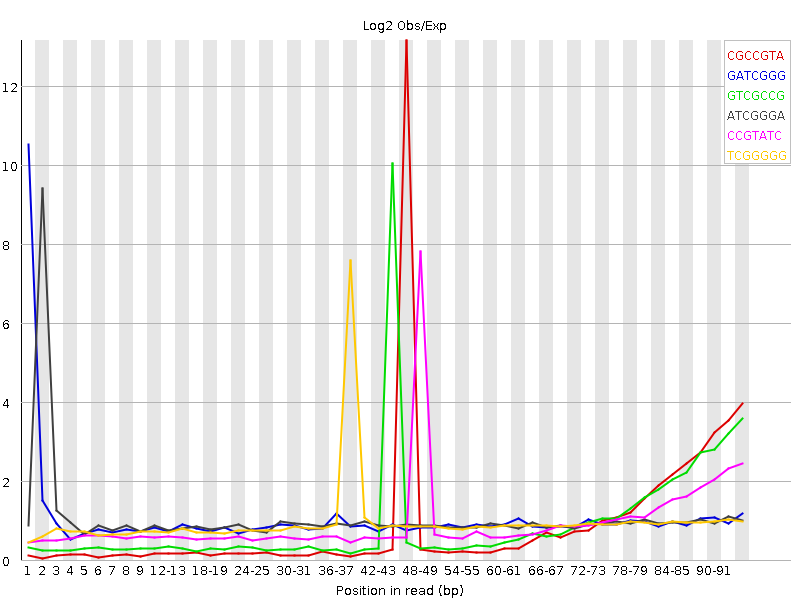 Log2 Obs/Exp
CGCCGTA
GATCGGG
GTCGCCG
ATCGGGA
CCGTATC
TCGGGGG
12
10
8
6
4
2
0
1 2 3 4 5 6 7 8 9 12-13 18-19 24-25 30-31 36-37 42-43 48-49 54-55 60-61 66-67 72-73 78-79 84-85 90-91
Position in read (bp)